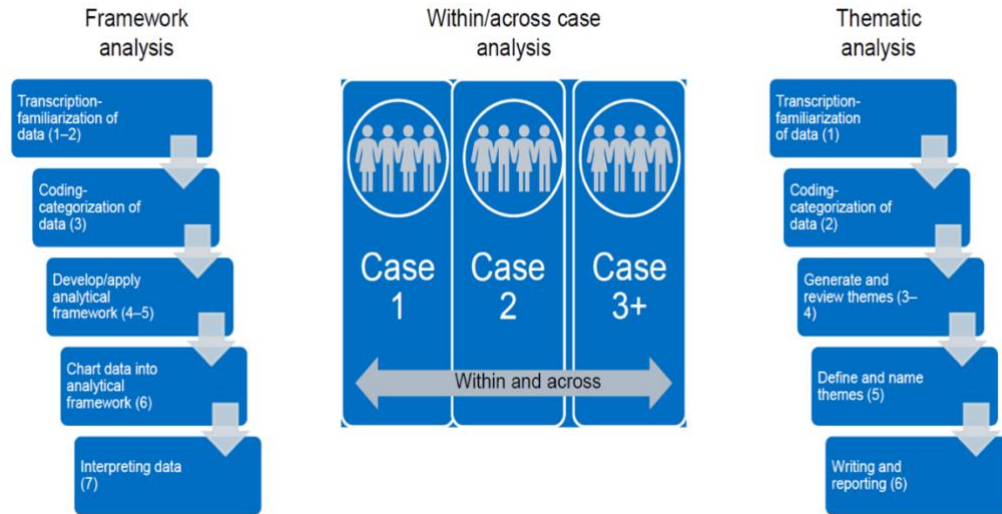 Framework
analysis
Transcription-
familiarization of
data (1–2)
Coding-
categorization of
data (3)
Develop/apply
analytical
framework (4–5)
Chart data into
analytical
framework (6)
Interpreting data
(7)
Within/across case
analysis
Case
1
Case
2
Case
3+
Within and across
Thematic
analysis
Transcription-
familiarization
of data (1)
Coding-
categorization of
data (2)
Generate and
review themes (3–
4)
Define and name
themes (5)
Writing and
reporting (6)